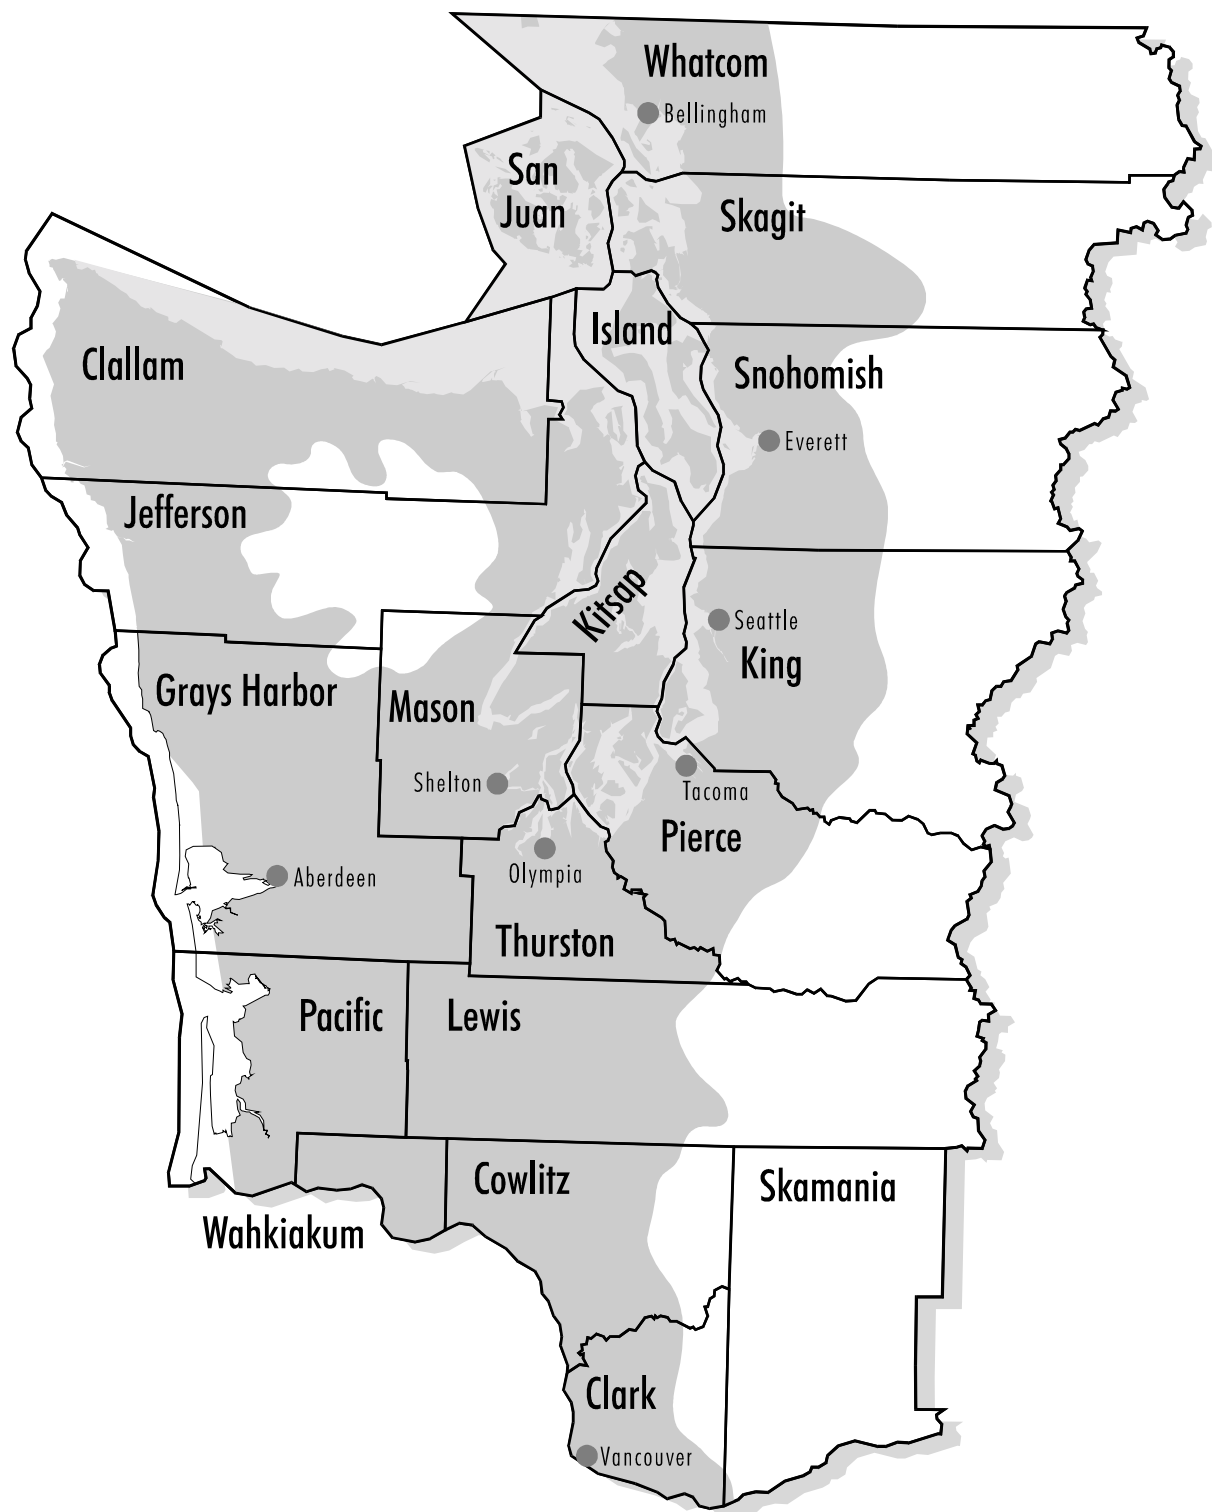 Whatcom
Bellingham
San
Juan
Skagit
Island
Clallam
Snohomish
Everett
Jefferson
Kitsap
Seattle
King
Grays Harbor
Mason
Shelton
Tacoma
Pierce
Aberdeen
Olympia
Thurston
Pacific
Lewis
Cowlitz
Skamania
Wahkiakum
Clark
Vancouver